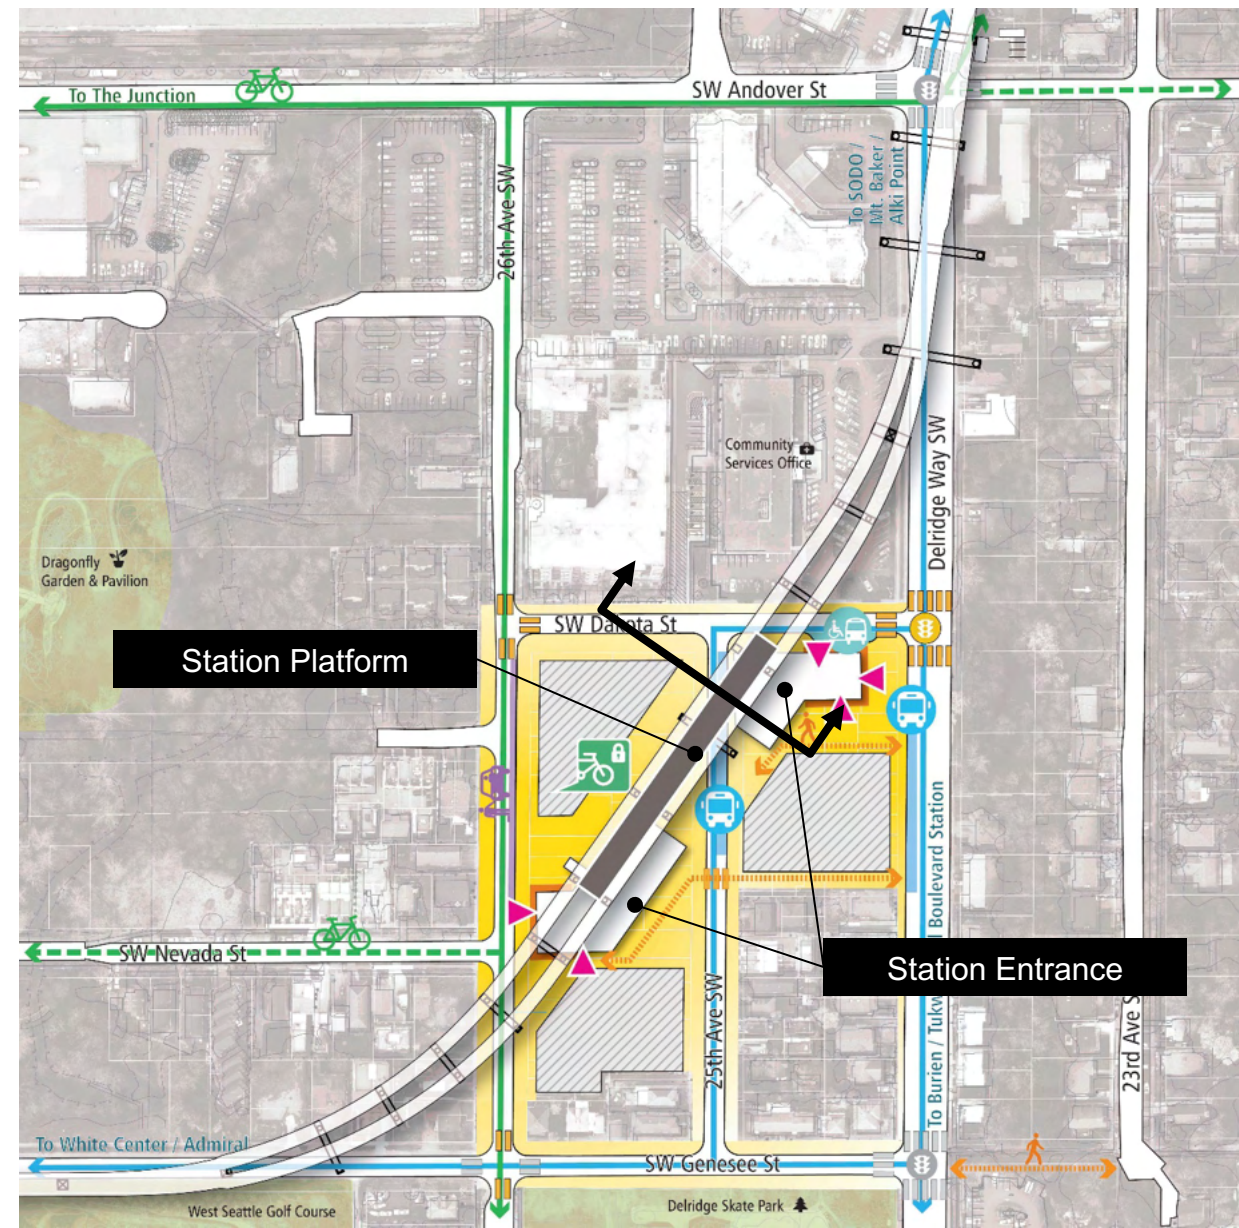 To The Junction
SW Andover St
To SODO /
Mt. Baker /
Alki Point
26th Ave SW
Community
Services Office
Delridge Way SW
Dragonfly
Garden & Pavilion
SW Dakota St
Station Platform
SW Nevada St
Station Entrance
To Burien / Tukw
l Boulevard Station
25th Ave SW
23rd Ave S
To White Center / Admiral
SW Genesee St
West Seattle Golf Course
Delridge Skate Park